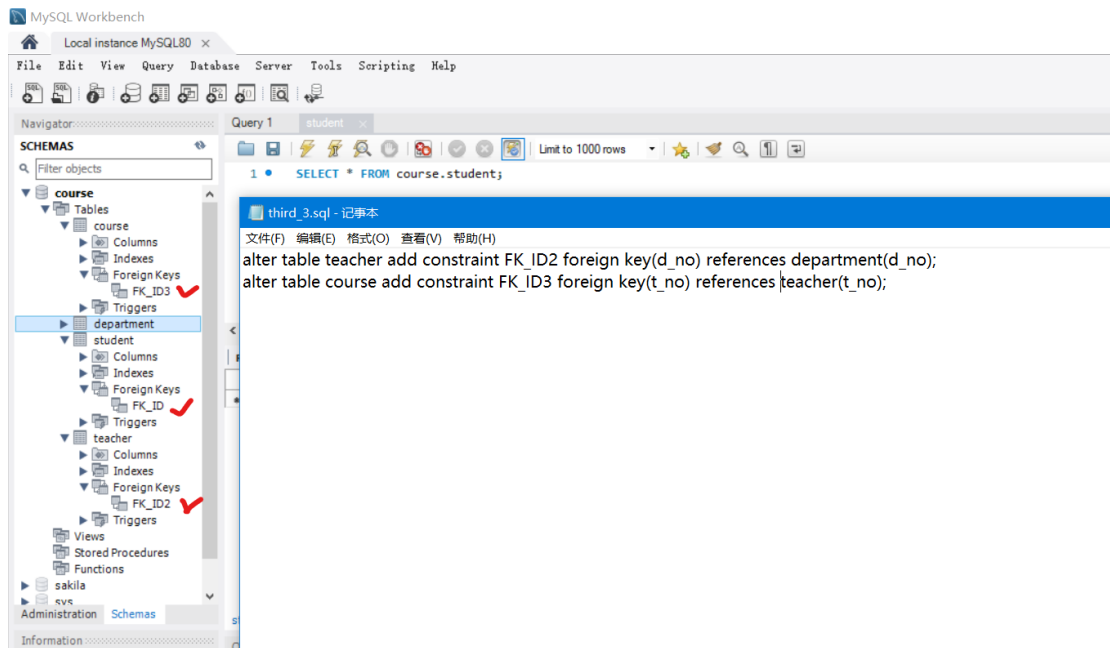 MySQL Workbench
Local instance MySQL80
File Edit View Query Database Server Tools Scripting Help
Navigator
SCHEMAS
Filter objects
course
Tables
course
Columns
Indexes
Foreign Keys
FK_ID3
Triggers
department
student
Columns
Indexes
Foreign Keys
FK_ID
Triggers
teacher
Columns
Indexes
Foreign Keys
FK_ID2
Triggers
Views
Stored Procedures
Functions
sakila
sys
Administration Schemas
Information
Query 1 student
Limit to 1000 rows
1 SELECT * FROM course.student;
third_3.sql - 记事本
文件(F) 编辑(E) 格式(O) 查看(V) 帮助(H)
alter table teacher add constraint FK_ID2 foreign key(d_no) references department(d_no);
alter table course add constraint FK_ID3 foreign key(t_no) references teacher(t_no);